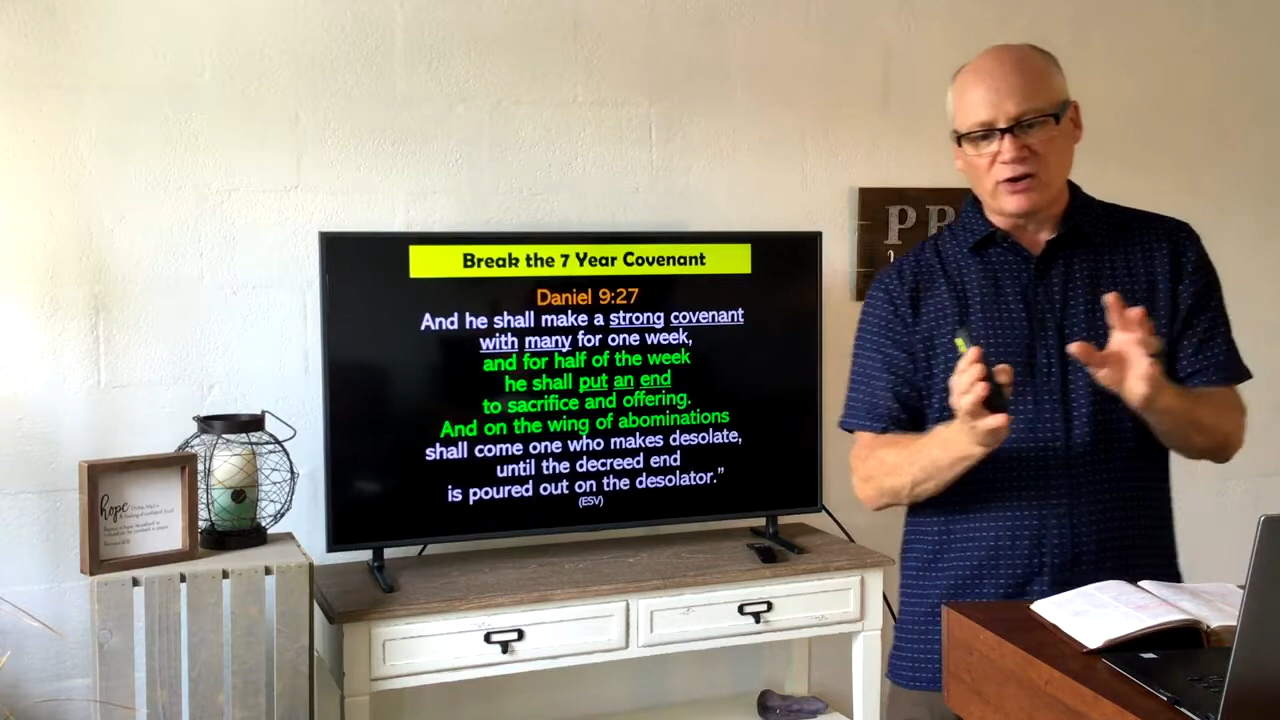 Break the 7 Year Covenant
Daniel 9:27
And he shall make a strong covenant
with many for one week,
and for half of the week
he shall put an end
to sacrifice and offering.
And on the wing of abominations
shall come one who makes desolate,
until the decreed end
is poured out on the desolator.”
(ESV)
PR
hope